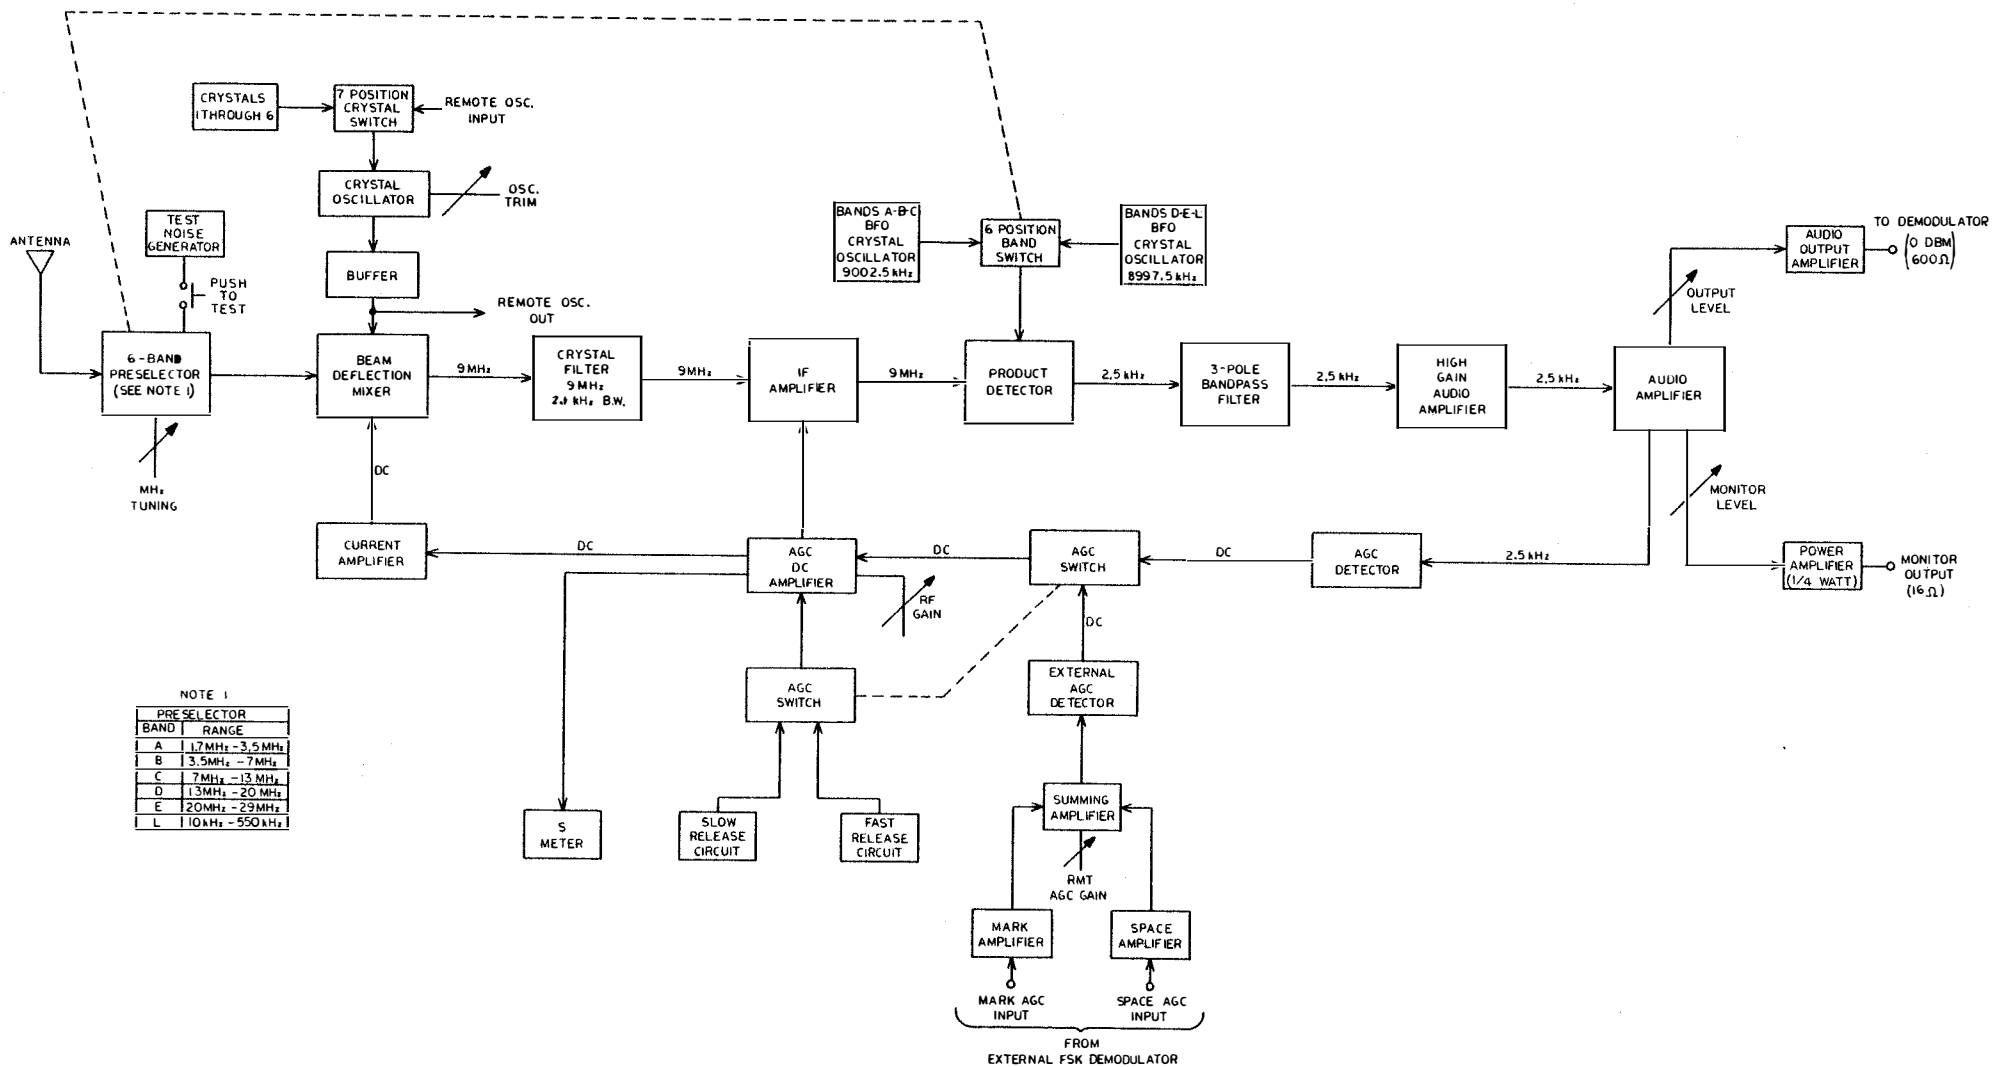 CRYSTALS
1THROUGH 6
7 POSITION
CRYSTAL
SWITCH
REMOTE OSC.
INPUT
CRYSTAL
OSCILLATOR
OSC.
TRIM
TEST
NOISE
GENERATOR
ANTENNA
BUFFER
PUSH
TO
TEST
REMOTE OSC.
OUT
BANDS A-B-C
BFO
CRYSTAL
OSCILLATOR
9002.5 kHz
6 POSITION
BAND
SWITCH
BANDS D-E-L
BFO
CRYSTAL
OSCILLATOR
8997.5 kHz
AUDIO
OUTPUT
AMPLIFIER
TO DEMODULATOR
(0 DBM
600Ω)
OUTPUT
LEVEL
6-BAND
PRESELECTOR
(SEE NOTE 1)
BEAM
DEFLECTION
MIXER
9MHz
CRYSTAL
FILTER
9 MHz
2.1 kHz B.W.
9MHz
IF
AMPLIFIER
9MHz
PRODUCT
DETECTOR
2.5 kHz
3-POLE
BANDPASS
FILTER
2.5 kHz
HIGH
GAIN
AUDIO
AMPLIFIER
2.5 kHz
AUDIO
AMPLIFIER
MHz
TUNING
DC
MONITOR
LEVEL
CURRENT
AMPLIFIER
DC
AGC
DC
AMPLIFIER
RF
GAIN
DC
AGC
SWITCH
DC
AGC
DETECTOR
2.5 kHz
POWER
AMPLIFIER
(1/4 WATT)
MONITOR
OUTPUT
(16Ω)
DC
AGC
SWITCH
EXTERNAL
AGC
DETECTOR
NOTE 1
PRESELECTOR
BAND RANGE
A 1.7MHz - 3.5MHz
B 3.5MHz - 7MHz
C 7MHz - 13 MHz
D 13MHz - 20 MHz
E 20MHz - 29MHz
L 10kHz - 550kHz
S
METER
SLOW
RELEASE
CIRCUIT
FAST
RELEASE
CIRCUIT
SUMMING
AMPLIFIER
RMT
AGC GAIN
MARK
AMPLIFIER
SPACE
AMPLIFIER
MARK AGC
INPUT
SPACE AGC
INPUT
FROM
EXTERNAL FSK DEMODULATOR